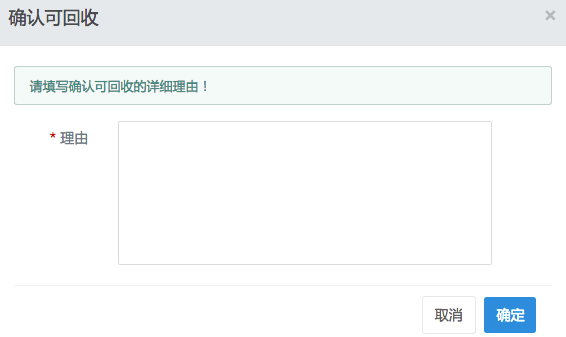 确认可回收
×
请填写确认可回收的详细理由！
* 理由
取消
确定